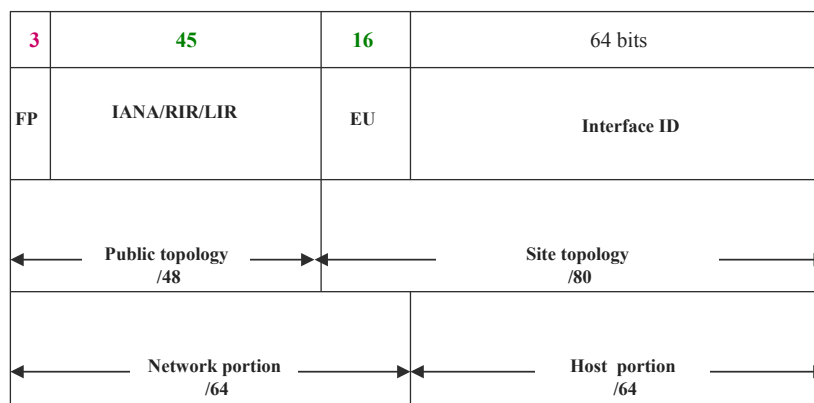 3 45 16 64 bits
FP IANA/RIR/LIR EU Interface ID
Public topology Site topology
/48 /80
Network portion Host portion
/64 /64